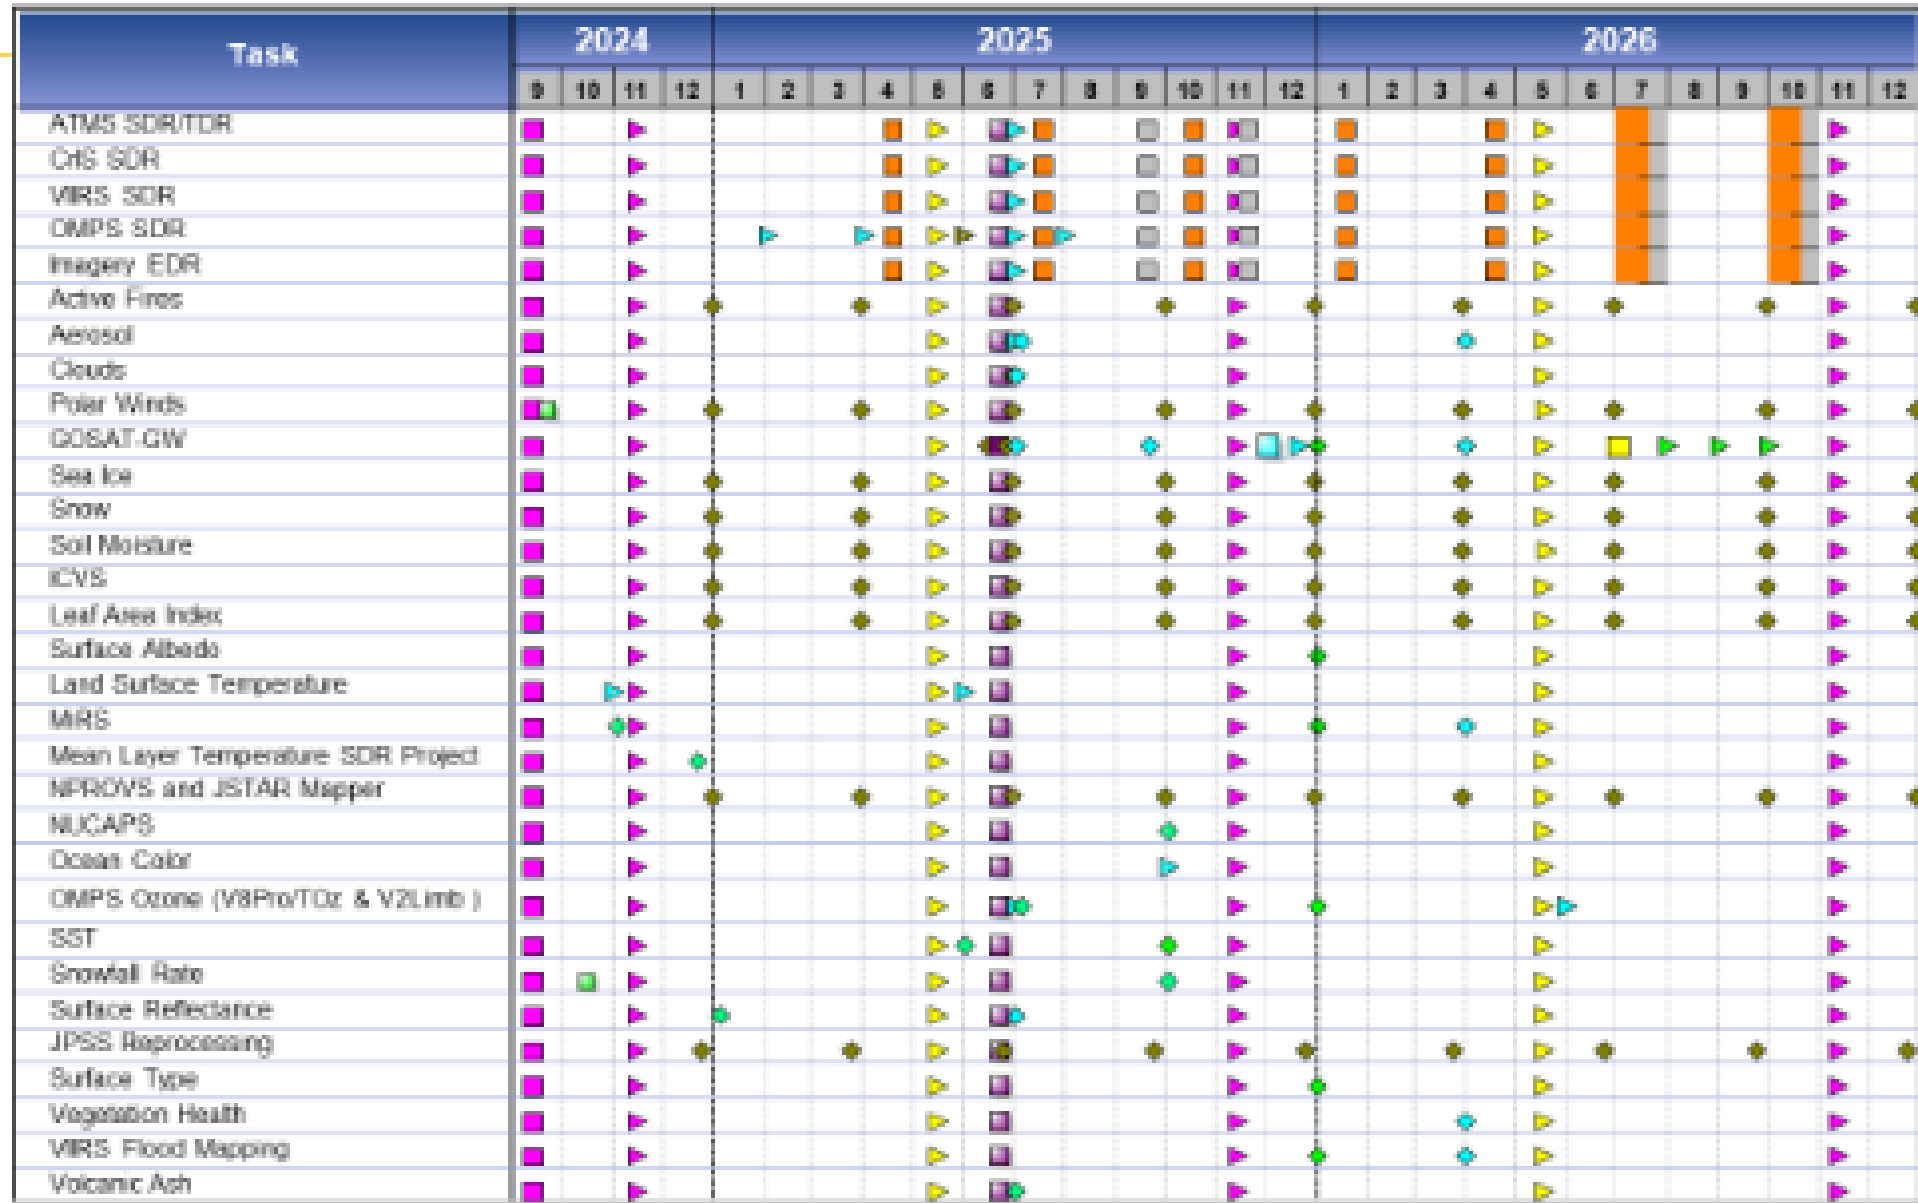 Task 2024 2025 2026
9 10 11 12 1 2 3 4 5 6 7 8 9 10 11 12 1 2 3 4 5 6 7 8 9 10 11 12
ATMS SDR/TDR
CrIS SDR
VIIRS SDR
OMPS SDR
Imagery EDR
Active Fires
Aerosol
Clouds
Polar Winds
GOSAT-GW
Sea Ice
Snow
Soil Moisture
ICVS
Leaf Area Index
Surface Albedo
Land Surface Temperature
MiRS
Mean Layer Temperature SDR Project
NPROVS and JSTAR Mapper
NUCAPS
Ocean Color
OMPS Ozone (V8Pro/TOz & V2Limb )
SST
Snowfall Rate
Surface Reflectance
JPSS Reprocessing
Surface Type
Vegetation Health
VIIRS Flood Mapping
Volcanic Ash